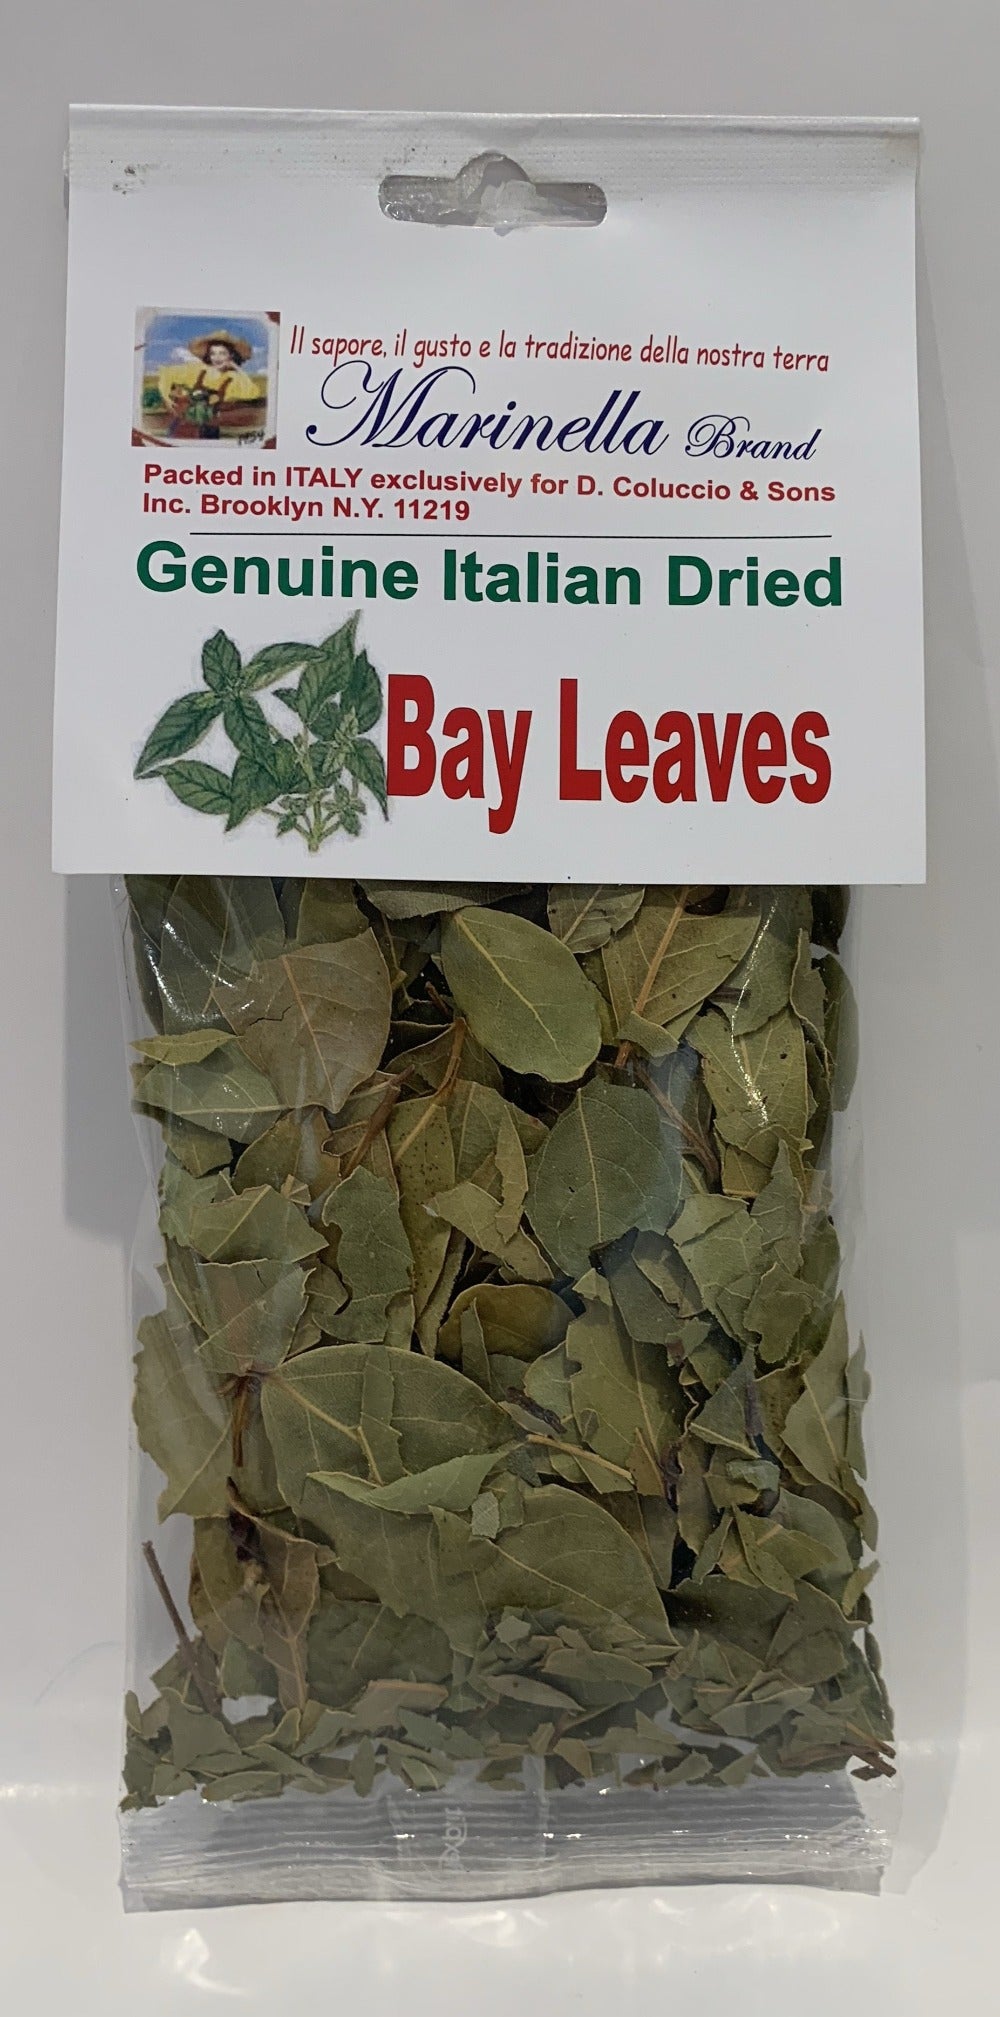 Il sapore, il gusto e la tradizione della nostra terra
Marinella Brand
Packed in ITALY exclusively for D. Coluccio & Sons
Inc. Brooklyn N.Y. 11219
Genuine Italian Dried
Bay Leaves